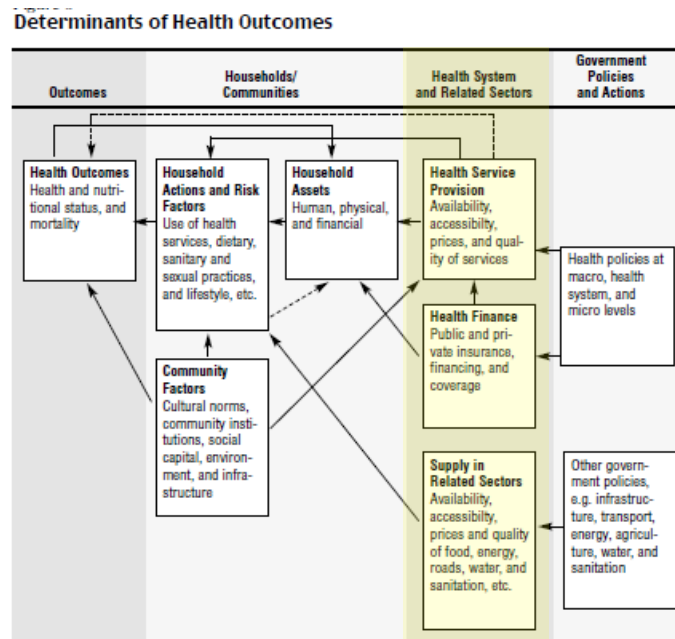 Determinants of Health Outcomes
Outcomes
Households/
Communities
Health System
and Related Sectors
Government
Policies
and Actions
Health Outcomes
Health and nutri-
tional status, and
mortality
Household
Actions and Risk
Factors
Use of health
services, dietary,
sanitary and
sexual practices,
and lifestyle, etc.
Household
Assets
Human, physical,
and financial
Health Service
Provision
Availability,
accessibilty,
prices, and qual-
ity of services
Health policies at
macro, health
system, and
micro levels
Health Finance
Public and pri-
vate insurance,
financing, and
coverage
Community
Factors
Cultural norms,
community insti-
tutions, social
capital, environ-
ment, and infra-
structure
Supply in
Related Sectors
Availability,
accessibilty,
prices and quality
of food, energy,
roads, water, and
sanitation, etc.
Other govern-
ment policies,
e.g. infrastruc-
ture, transport,
energy, agricul-
ture, water, and
sanitation